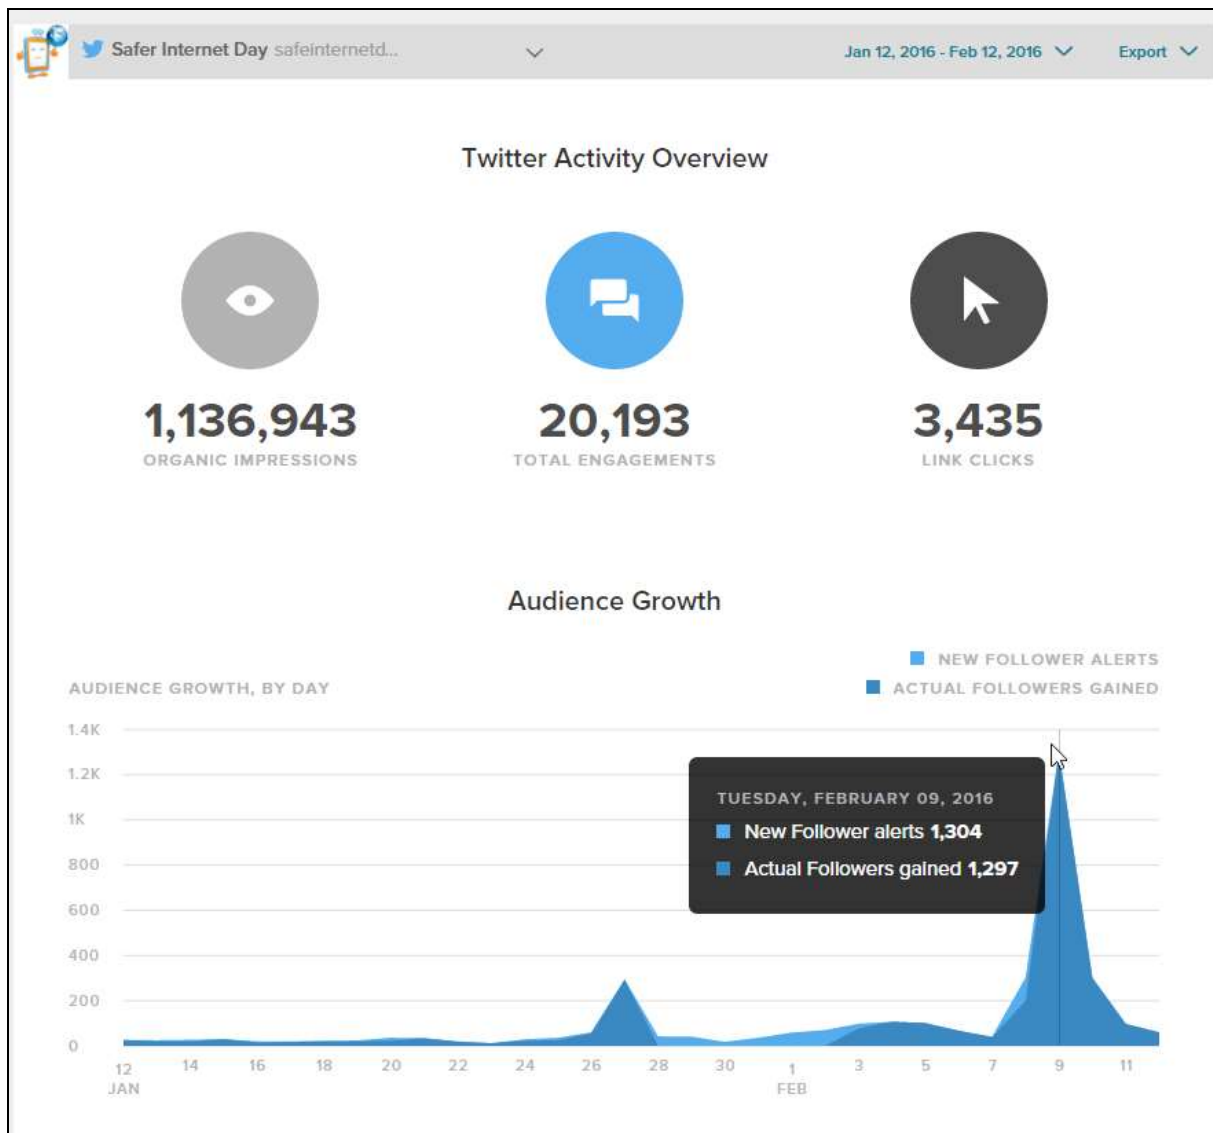 Safer Internet Day safeinternetd...
Jan 12, 2016 - Feb 12, 2016
Export
Twitter Activity Overview
1,136,943
ORGANIC IMPRESSIONS
20,193
TOTAL ENGAGEMENTS
3,435
LINK CLICKS
Audience Growth
NEW FOLLOWER ALERTS
AUDIENCE GROWTH, BY DAY
ACTUAL FOLLOWERS GAINED
1.4K
1.2K
1K
800
600
400
200
0
TUESDAY, FEBRUARY 09, 2016
New Follower alerts 1,304
Actual Followers gained 1,297
12 14 16 18 20 22 24 26 28 30 1 3 5 7 9 11
JAN FEB